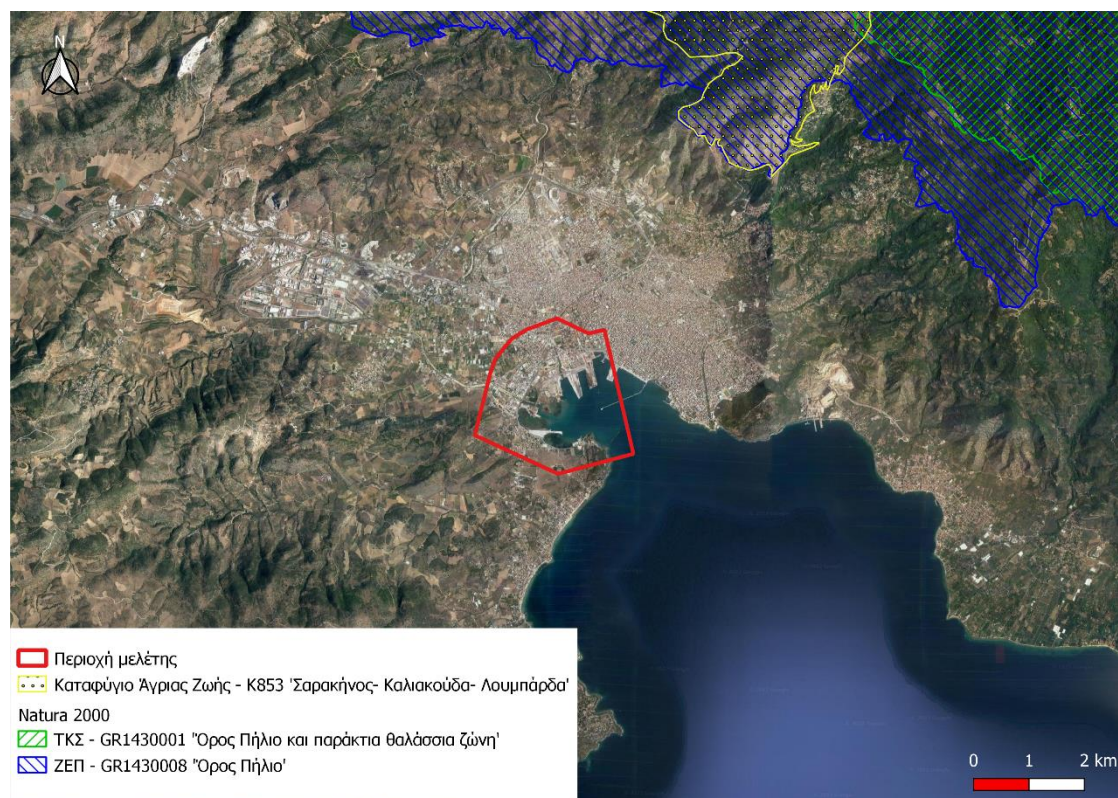 N
Περιοχή μελέτης
Καταφύγιο Άγριας Ζωής - Κ853 'Σαρακήνος- Καλιακούδα- Λουμπάρδα'
Natura 2000
ΤΚΣ - GR1430001 'Όρος Πήλιο και παράκτια θαλάσσια ζώνη'
ΖΕΠ - GR1430008 'Όρος Πήλιο'
0 1 2 km